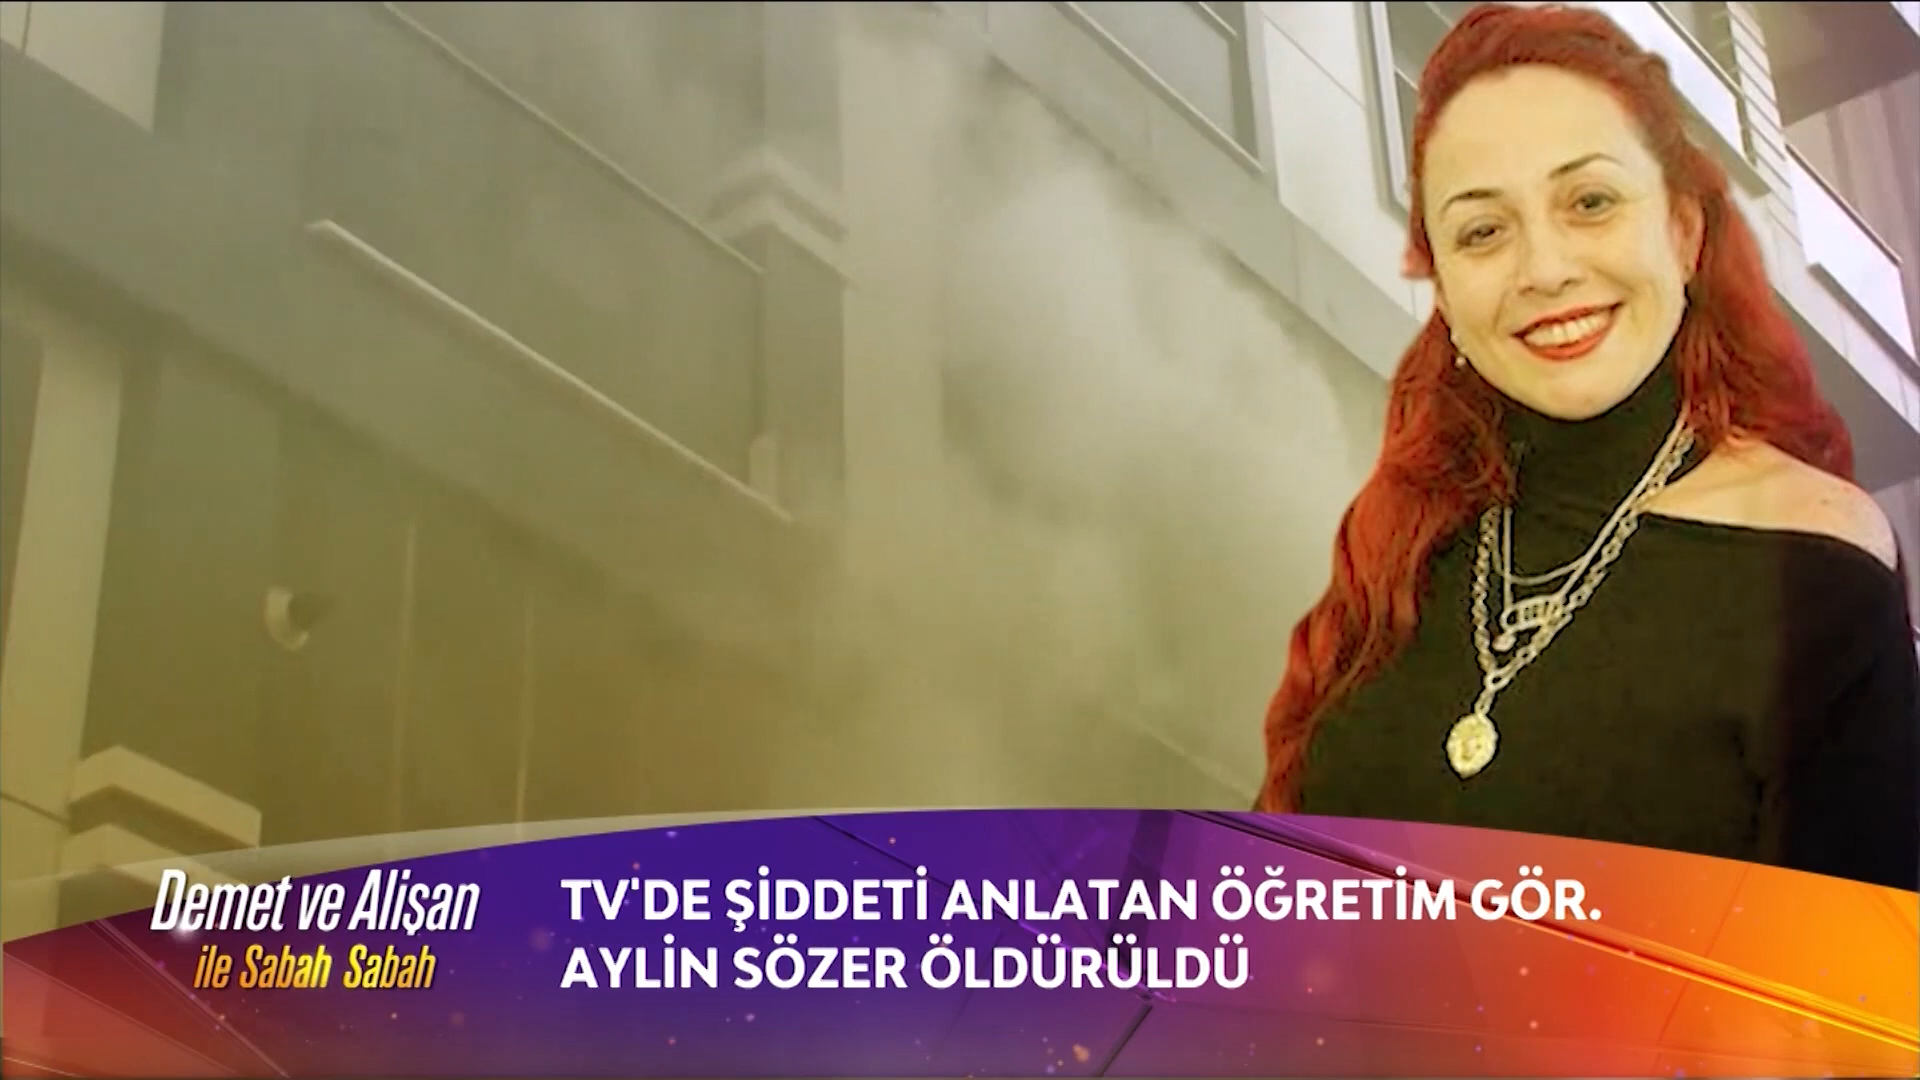 Demet ve Alişan
ile Sabah Sabah
TV'DE ŞİDDETİ ANLATAN ÖĞRETİM GÖR.
AYLİN SÖZER ÖLDÜRÜLDÜ